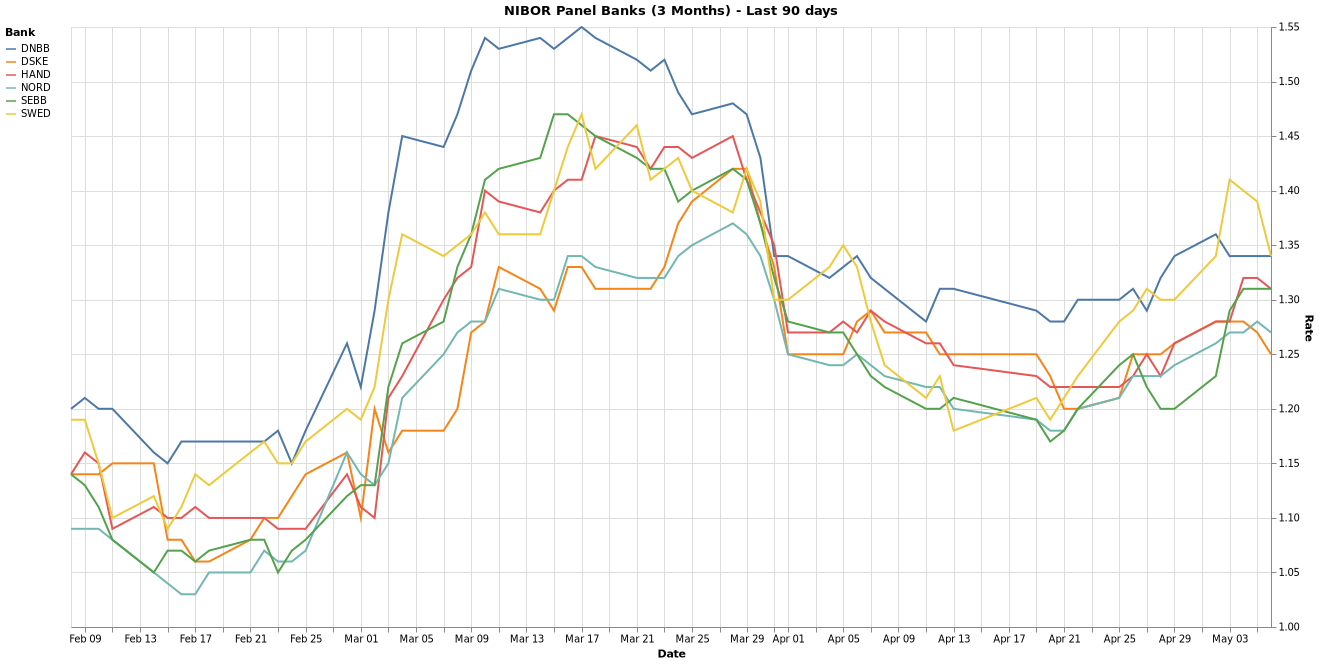 NIBOR Panel Banks (3 Months) - Last 90 days
Bank
DNBB
DSKE
HAND
NORD
SEBB
SWED
1.55
1.50
1.45
1.40
1.35
1.30
1.25
1.20
1.15
1.10
1.05
1.00
Rate
Feb 09 Feb 13 Feb 17 Feb 21 Feb 25 Mar 01 Mar 05 Mar 09 Mar 13 Mar 17 Mar 21 Mar 25 Mar 29 Apr 01 Apr 05 Apr 09 Apr 13 Apr 17 Apr 21 Apr 25 Apr 29 May 03
Date